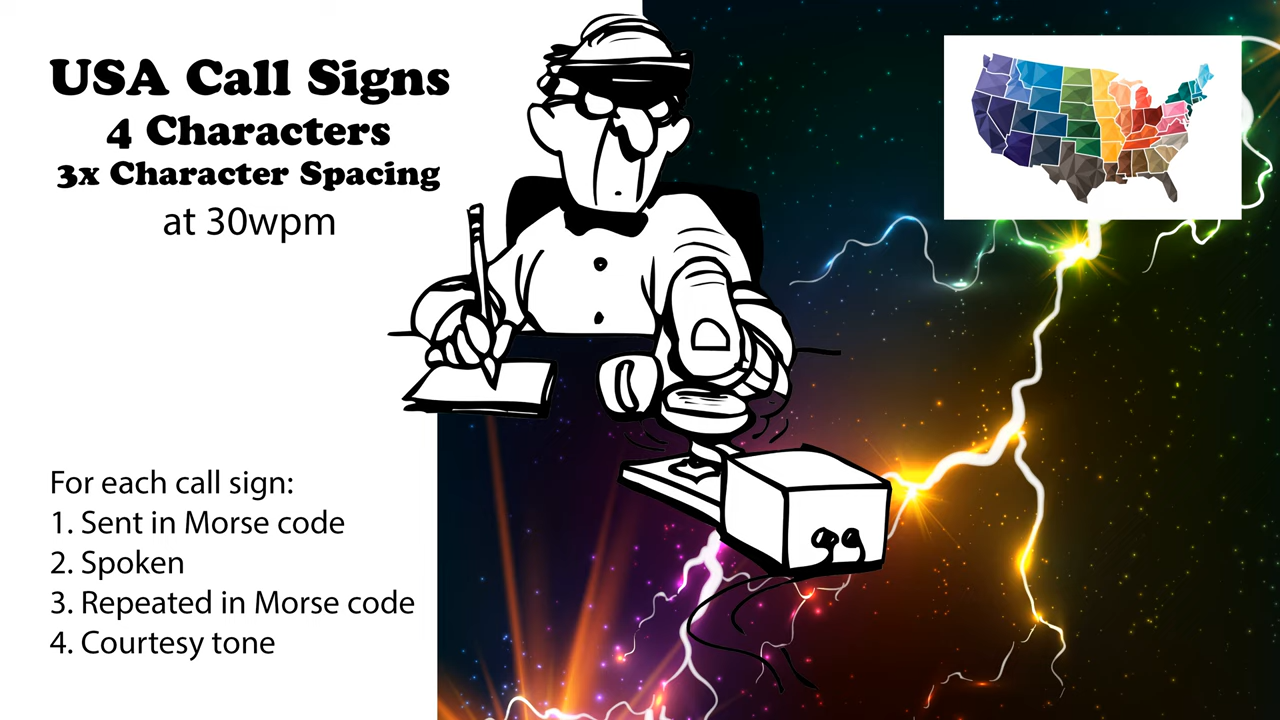 USA Call Signs
4 Characters
3x Character Spacing
at 30wpm
For each call sign:
1. Sent in Morse code
2. Spoken
3. Repeated in Morse code
4. Courtesy tone